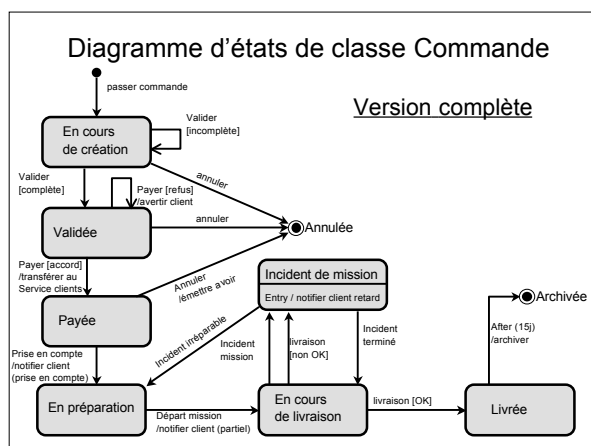 Diagramme d'états de classe Commande
passer commande
Version complète
En cours
de création
Valider
[incomplète]
Valider
[complète]
Payer [refus]
/avertir client
annuler
annuler
Validée
Annulée
Payer [accord]
/transférer au
Service clients
Annuler
/émettre avoir
Incident de mission
Entry / notifier client retard
Archivée
Payée
Incident irréparable
Incident
mission
livraison
[non OK]
Incident
terminé
After (15j)
/archiver
Prise en compte
/notifier client
(prise en compte)
En préparation
Départ mission
/notifier client (partiel)
En cours
de livraison
livraison [OK]
Livrée